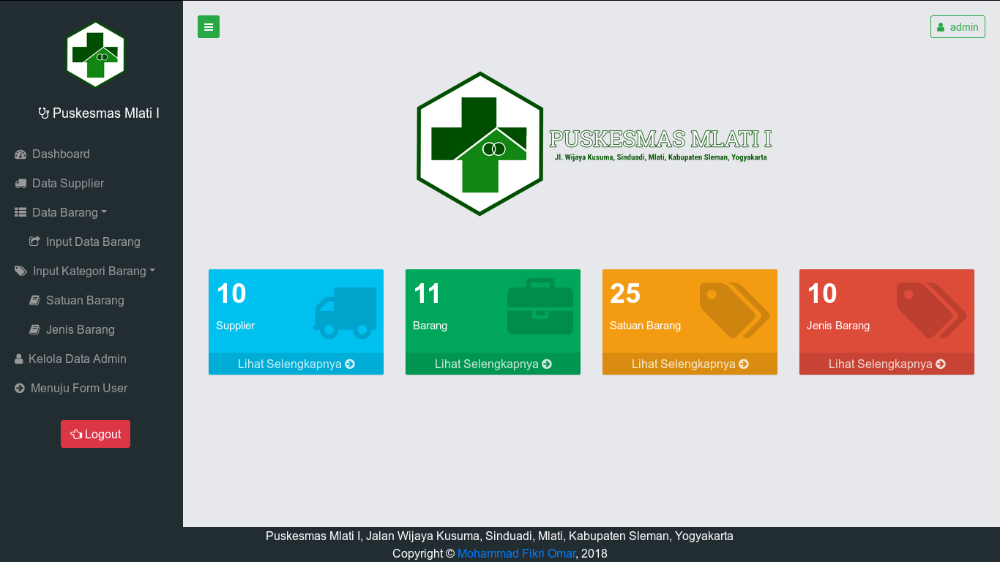 Puskesmas Mlati I
Dashboard
Data Supplier
Data Barang
Input Data Barang
Input Kategori Barang
Satuan Barang
Jenis Barang
Kelola Data Admin
Menuju Form User
Logout
admin
PUSKESMAS MLATI I
Jl. Wijaya Kusuma, Sinduadi, Mlati, Kabupaten Sleman, Yogyakarta
10
Supplier
Lihat Selengkapnya
11
Barang
Lihat Selengkapnya
25
Satuan Barang
Lihat Selengkapnya
10
Jenis Barang
Lihat Selengkapnya
Puskesmas Mlati I, Jalan Wijaya Kusuma, Sinduadi, Mlati, Kabupaten Sleman, Yogyakarta
Copyright © Mohammad Fikri Omar, 2018